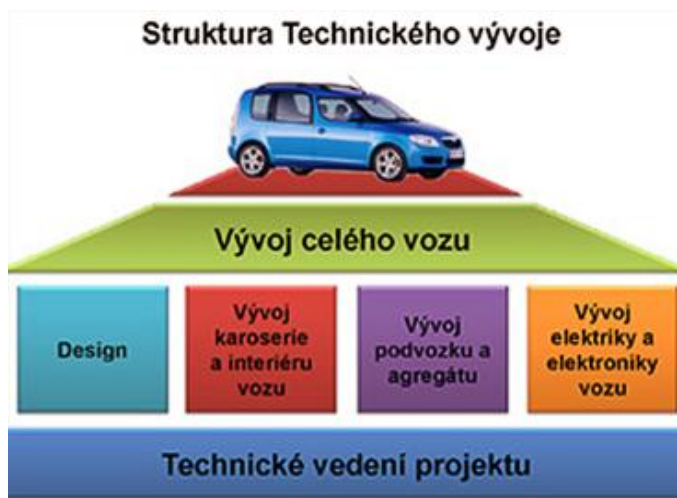 Struktura Technického vývoje
Vývoj celého vozu
Design
Vývoj
karoserie
a interiéru
vozu
Vývoj
podvozku a
agregátu
Vývoj
elektriky a
elektroniky
vozu
Technické vedení projektu